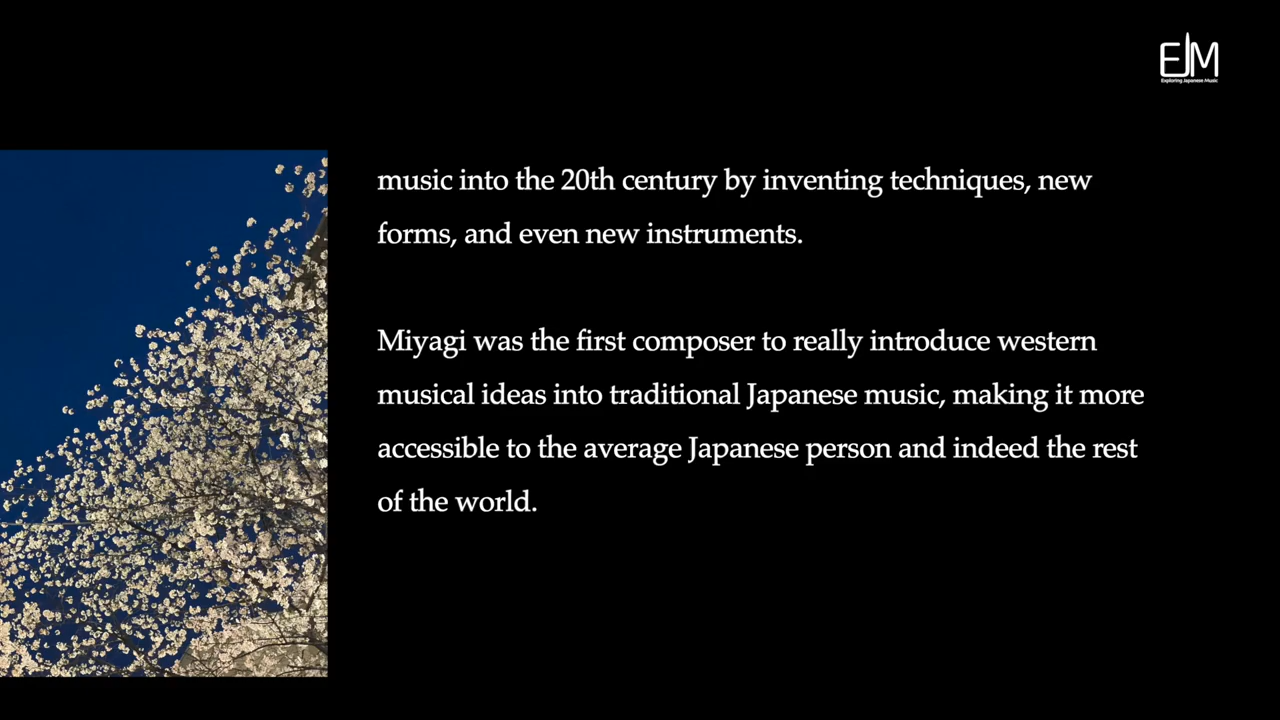 EJM
Exploring Japanese Music
music into the 20th century by inventing techniques, new
forms, and even new instruments.
Miyagi was the first composer to really introduce western
musical ideas into traditional Japanese music, making it more
accessible to the average Japanese person and indeed the rest
of the world.